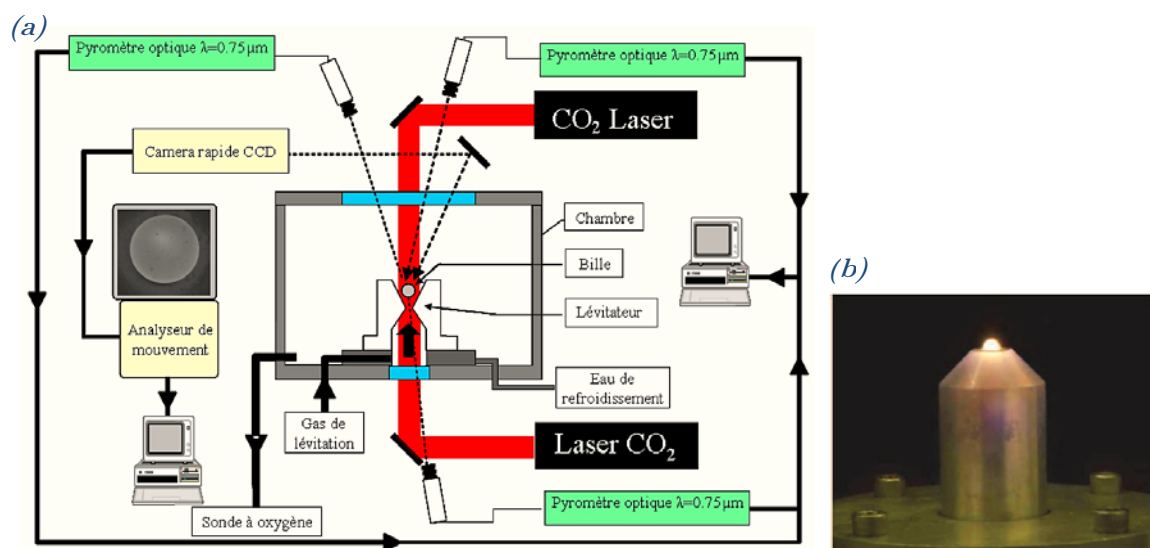 (a)
Pyromètre optique λ=0.75µm
Pyromètre optique λ=0.75µm
CO2 Laser
Camera rapide CCD
Chambre
Bille
(b)
Lévitateur
Analyseur de
mouvement
Eau de
refroidissement
Gas de
lévitation
Laser CO2
Pyromètre optique λ=0.75µm
Sonde à oxygène